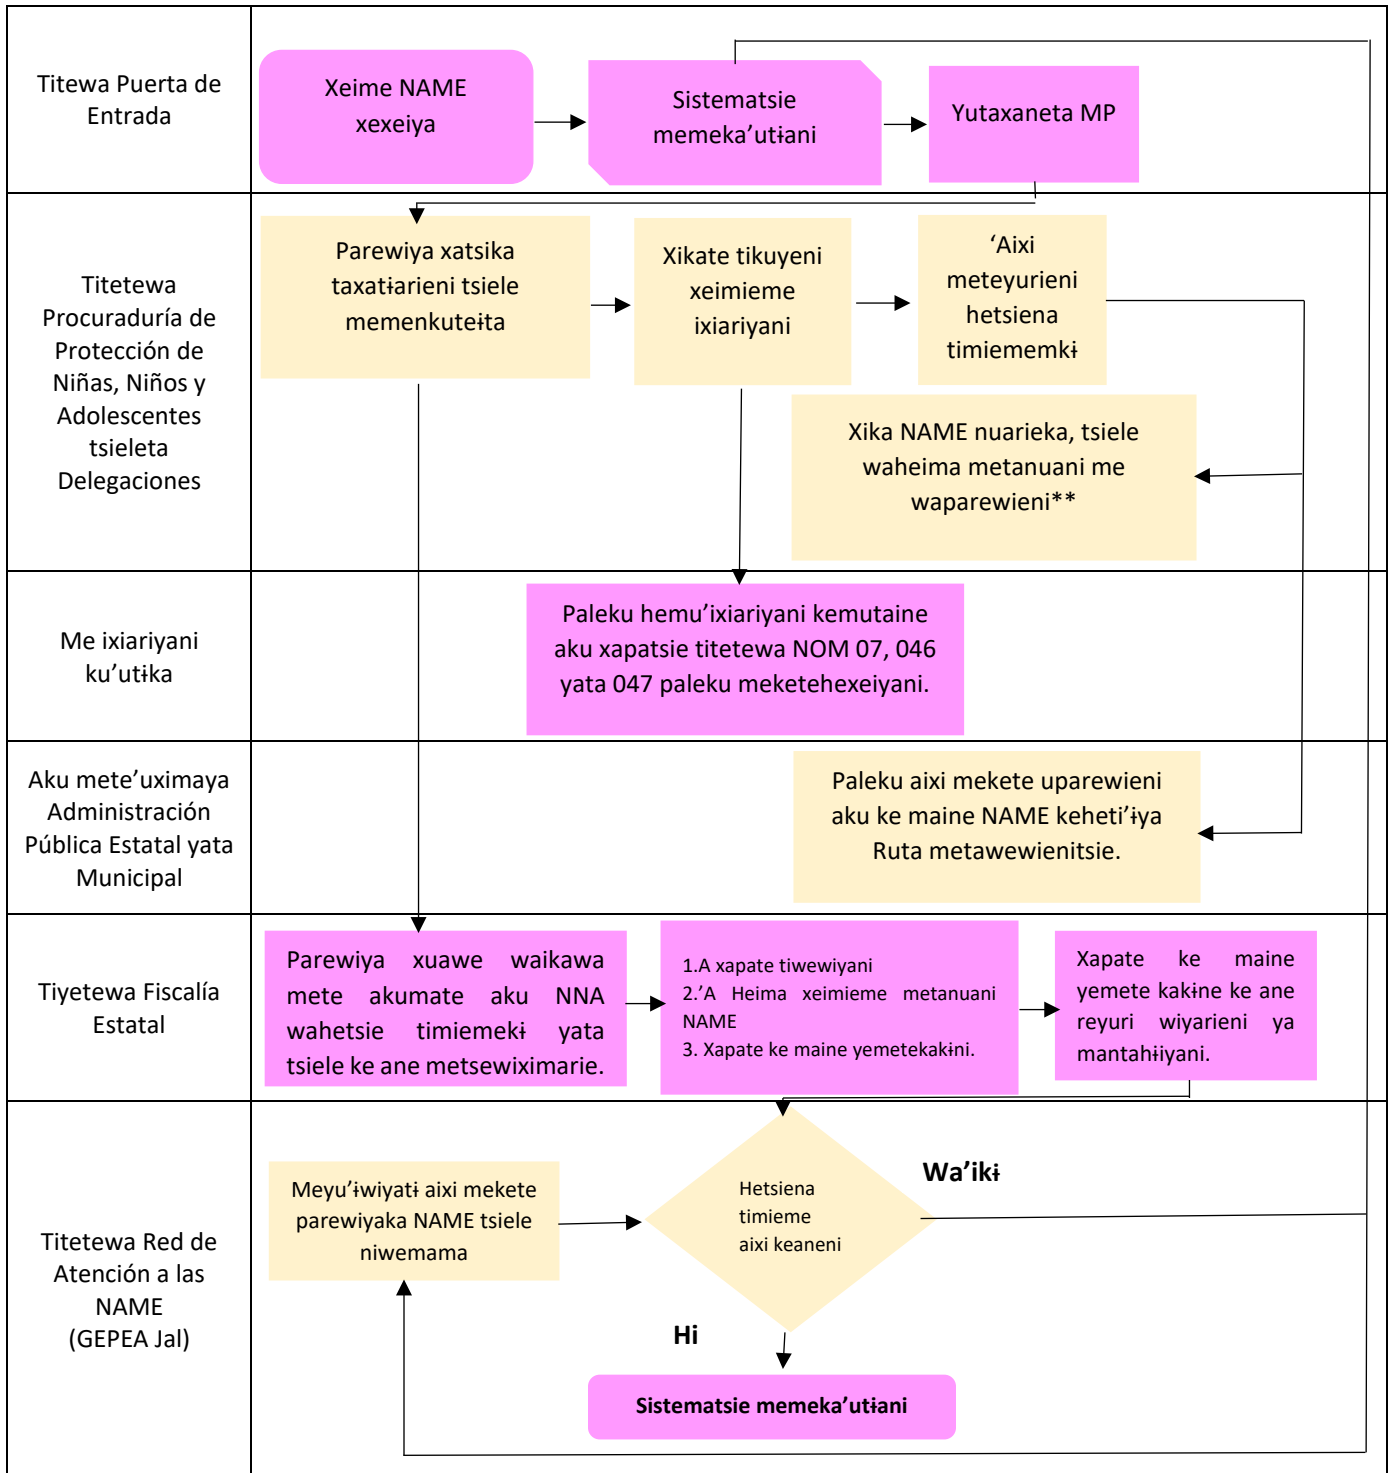 Titewa Puerta de
Entrada
Xeime NAME
xexeiya
Sistematsie
memeka’utɨani
Yutaxaneta MP
Titetewa
Procuraduría de
Protección de
Niñas, Niños y
Adolescentes
tsieleta
Delegaciones
Parewiya xatsika
taxatɨarieni tsiele
memenkuteɨta
Xikate tikuyeni
xeimieme
ixiariyani
‘Aixi
meteyurieni
hetsiena
timiememkɨ
Xika NAME nuarieka, tsiele
waheima metanuani me
waparewieni**
Me ixiariyani
ku’utɨka
Paleku hemu’ixiariyani kemutaine
aku xapatsie titetewa NOM 07, 046
yata 047 paleku meketehexeiyani.
Aku mete’uximaya
Administración
Pública Estatal yata
Municipal
Paleku aixi mekete uparewieni
aku ke maine NAME keheti’ɨya
Ruta metawewienitsie.
Tiyetewa Fiscalía
Estatal
Parewiya xuawe waikawa
mete akumate aku NNA
wahetsie timiemekɨ yata
tsiele ke ane metsewiximarie.
1.A xapate tiwewiyani
2.’A Heima xeimieme metanuani
NAME
3. Xapate ke maine yemetekakɨni.
Xapate ke maine
yemete kakɨne ke ane
reyuri wiyarieni ya
mantahɨiyani.
Titetewa Red de
Atención a las
NAME
(GEPEA Jal)
Meyu’ɨwiyatɨ aixi mekete
parewiyaka NAME tsiele
niwemama
Hetsiena
timieme
aixi keaneni
Wa’ikɨ
Hi
Sistematsie memeka’utɨani